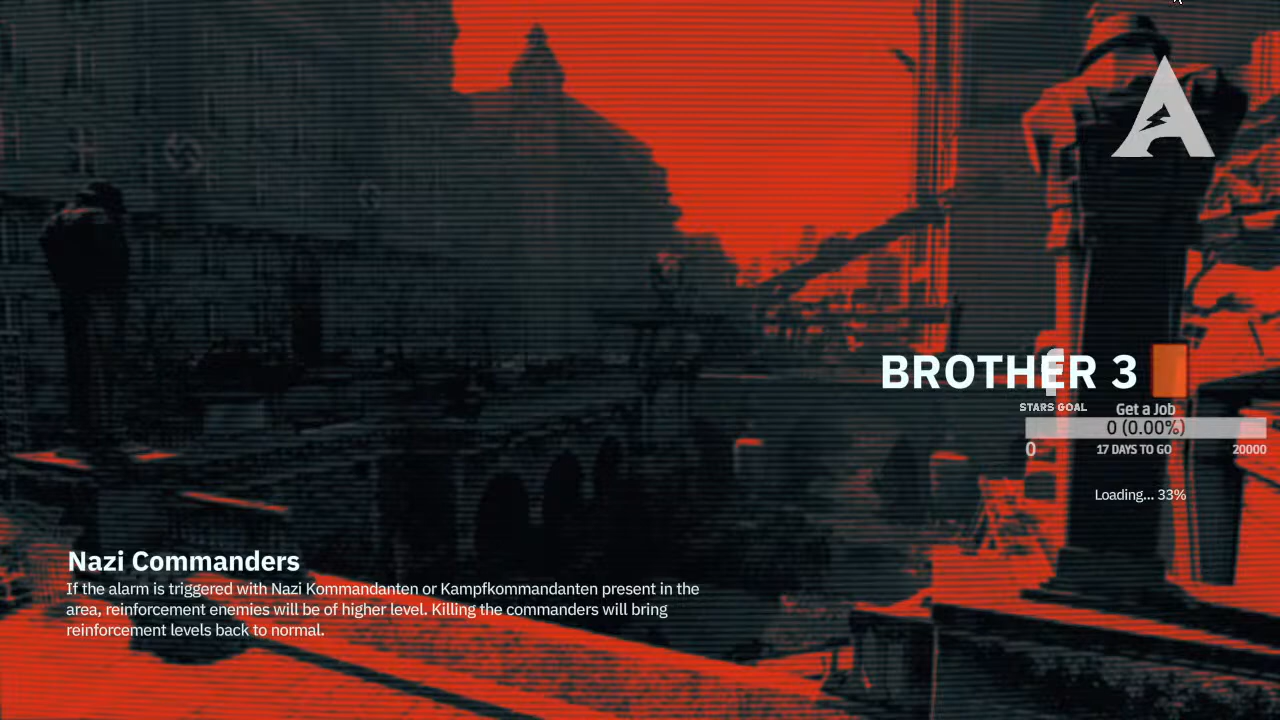 BROTHER 3
f
STARS GOAL
Get a Job
0 (0.00%)
0
17 DAYS TO GO
20000
Loading... 33%
Nazi Commanders
If the alarm is triggered with Nazi Kommandanten or Kampfkommandanten present in the
area, reinforcement enemies will be of higher level. Killing the commanders will bring
reinforcement levels back to normal.